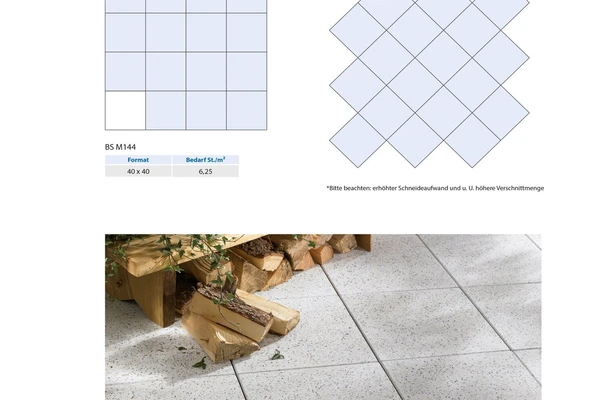 BS M144
Format Bedarf St./m²
40 x 40 6,25
*Bitte beachten: erhöhter Schneideaufwand und u. U. höhere Verschnittmenge